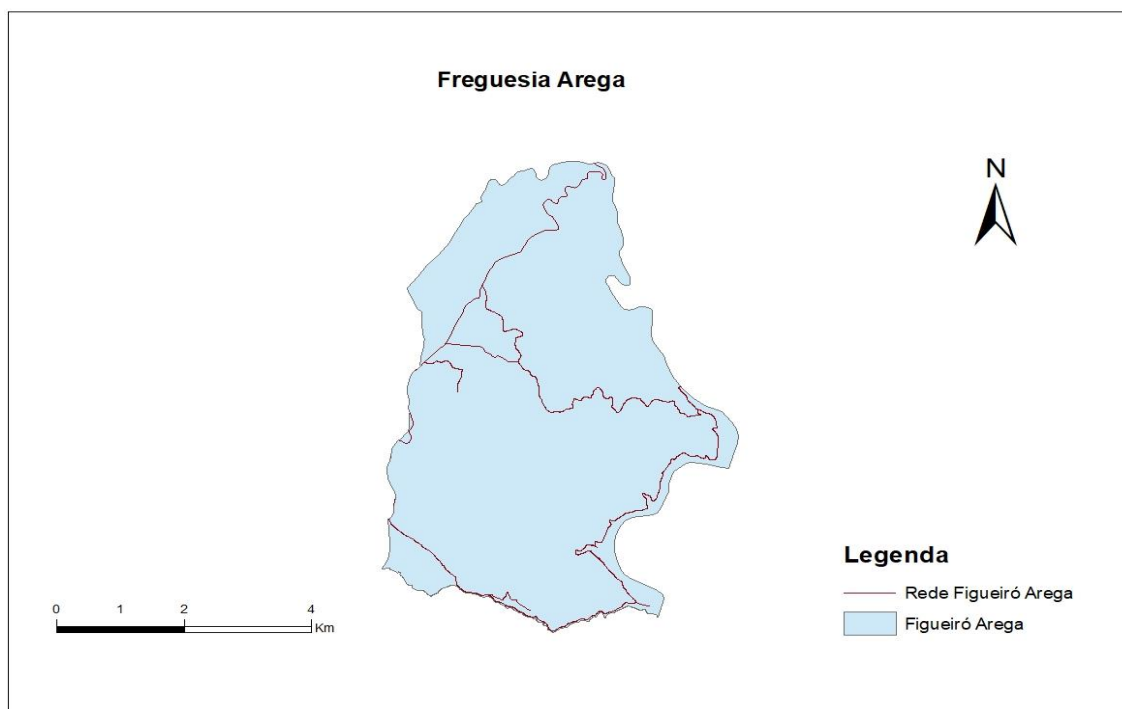 Freguesia Arega
N
Legenda
Rede Figueiró Arega
Figueiró Arega
0 1 2 4
Km